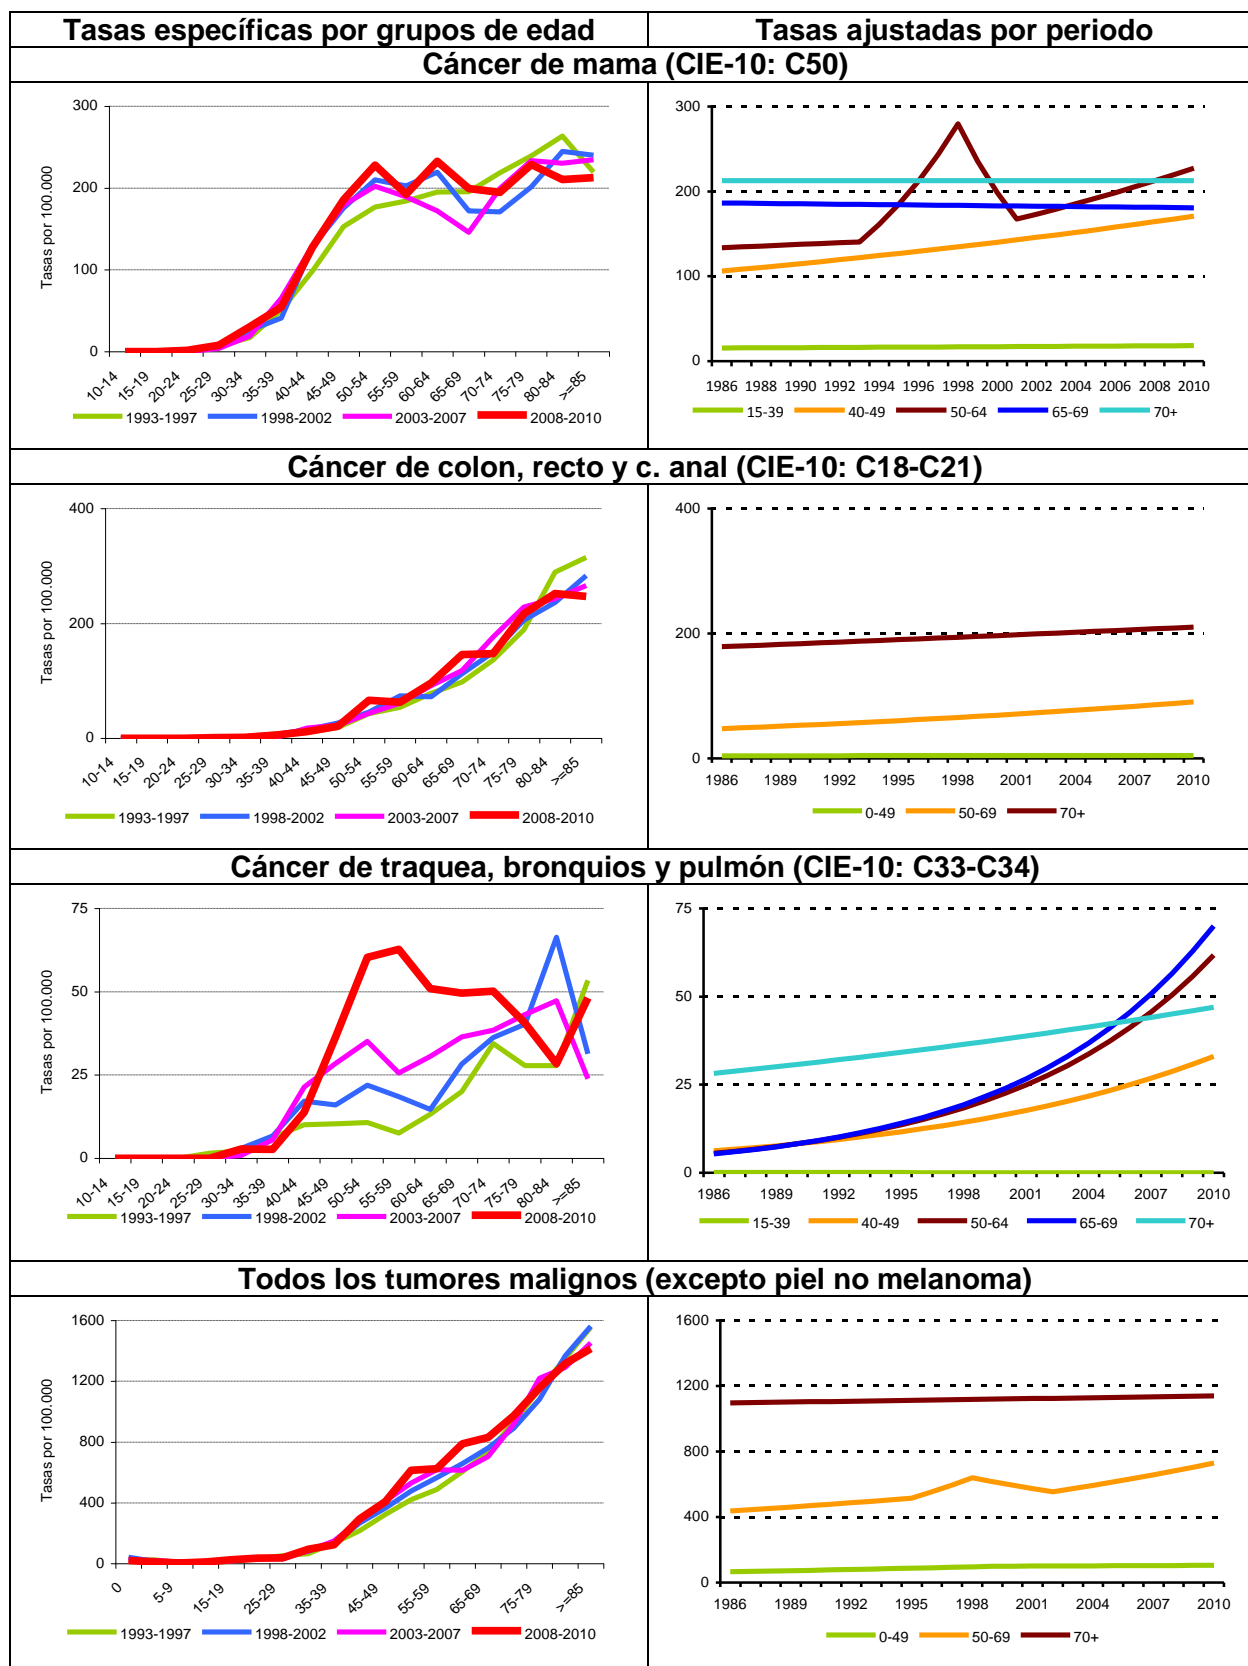 Tasas específicas por grupos de edad
Tasas ajustadas por periodo
Cáncer de mama (CIE-10: C50)
300
200
100
0
Tasas por 100.000
10-14 15-19 20-24 25-29 30-34 35-39 40-44 45-49 50-54 55-59 60-64 65-69 70-74 75-79 80-84 >=85
1993-1997 1998-2002 2003-2007 2008-2010
300
200
100
0
1986 1988 1990 1992 1994 1996 1998 2000 2002 2004 2006 2008 2010
15-39 40-49 50-64 65-69 70+
Cáncer de colon, recto y c. anal (CIE-10: C18-C21)
400
200
0
Tasas por 100.000
10-14 15-19 20-24 25-29 30-34 35-39 40-44 45-49 50-54 55-59 60-64 65-69 70-74 75-79 80-84 >=85
1993-1997 1998-2002 2003-2007 2008-2010
400
200
0
1986 1989 1992 1995 1998 2001 2004 2007 2010
0-49 50-69 70+
Cáncer de traquea, bronquios y pulmón (CIE-10: C33-C34)
75
50
25
0
Tasas por 100.000
10-14 15-19 20-24 25-29 30-34 35-39 40-44 45-49 50-54 55-59 60-64 65-69 70-74 75-79 80-84 >=85
1993-1997 1998-2002 2003-2007 2008-2010
75
50
25
0
1986 1989 1992 1995 1998 2001 2004 2007 2010
15-39 40-49 50-64 65-69 70+
Todos los tumores malignos (excepto piel no melanoma)
1600
1200
800
400
0
Tasas por 100.000
0 5-9 15-19 25-29 35-39 45-49 55-59 65-69 75-79 >=85
1993-1997 1998-2002 2003-2007 2008-2010
1600
1200
800
400
0
1986 1989 1992 1995 1998 2001 2004 2007 2010
0-49 50-69 70+